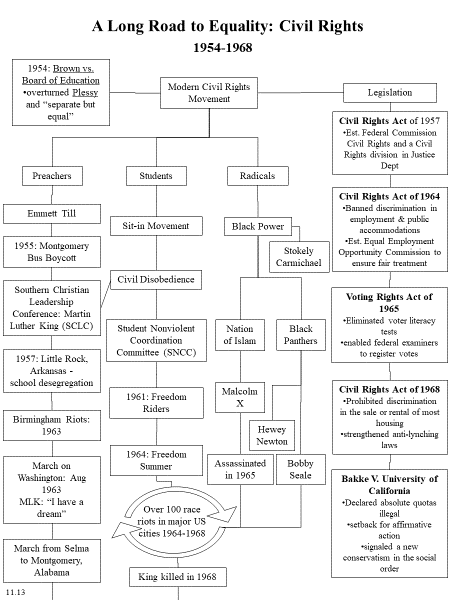 A Long Road to Equality: Civil Rights
1954-1968
1954: Brown vs.
Board of Education
•overturned Plessy
and "separate but
equal"
Modern Civil Rights
Movement
Legislation
Preachers
Students
Radicals
Emmett Till
1955: Montgomery
Bus Boycott
Southern Christian
Leadership
Conference: Martin
Luther King (SCLC)
1957: Little Rock,
Arkansas -
school desegregation
Birmingham Riots:
1963
March on
Washington: Aug
1963
MLK: "I have a
dream"
March from Selma
to Montgomery,
Alabama
Sit-in Movement
Civil Disobedience
Student Nonviolent
Coordination
Committee (SNCC)
1961: Freedom
Riders
1964: Freedom
Summer
Over 100 race
riots in major US
cities 1964-1968
King killed in 1968
Black Power
Stokely
Carmichael
Nation
of Islam
Black
Panthers
Malcolm
X
Hewey
Newton
Assassinated
in 1965
Bobby
Seale
Civil Rights Act of 1957
•Est. Federal Commission
Civil Rights and a Civil
Rights division in Justice
Dept
Civil Rights Act of 1964
•Banned discrimination in
employment & public
accommodations
•Est. Equal Employment
Opportunity Commission to
ensure fair treatment
Voting Rights Act of
1965
•Eliminated voter literacy
tests
•enabled federal examiners
to register votes
Civil Rights Act of 1968
•Prohibited discrimination
in the sale or rental of most
housing
•strengthened anti-lynching
laws
Bakke V. University of
California
•Declared absolute quotas
illegal
•setback for affirmative
action
•signaled a new
conservatism in the social
order
11.13